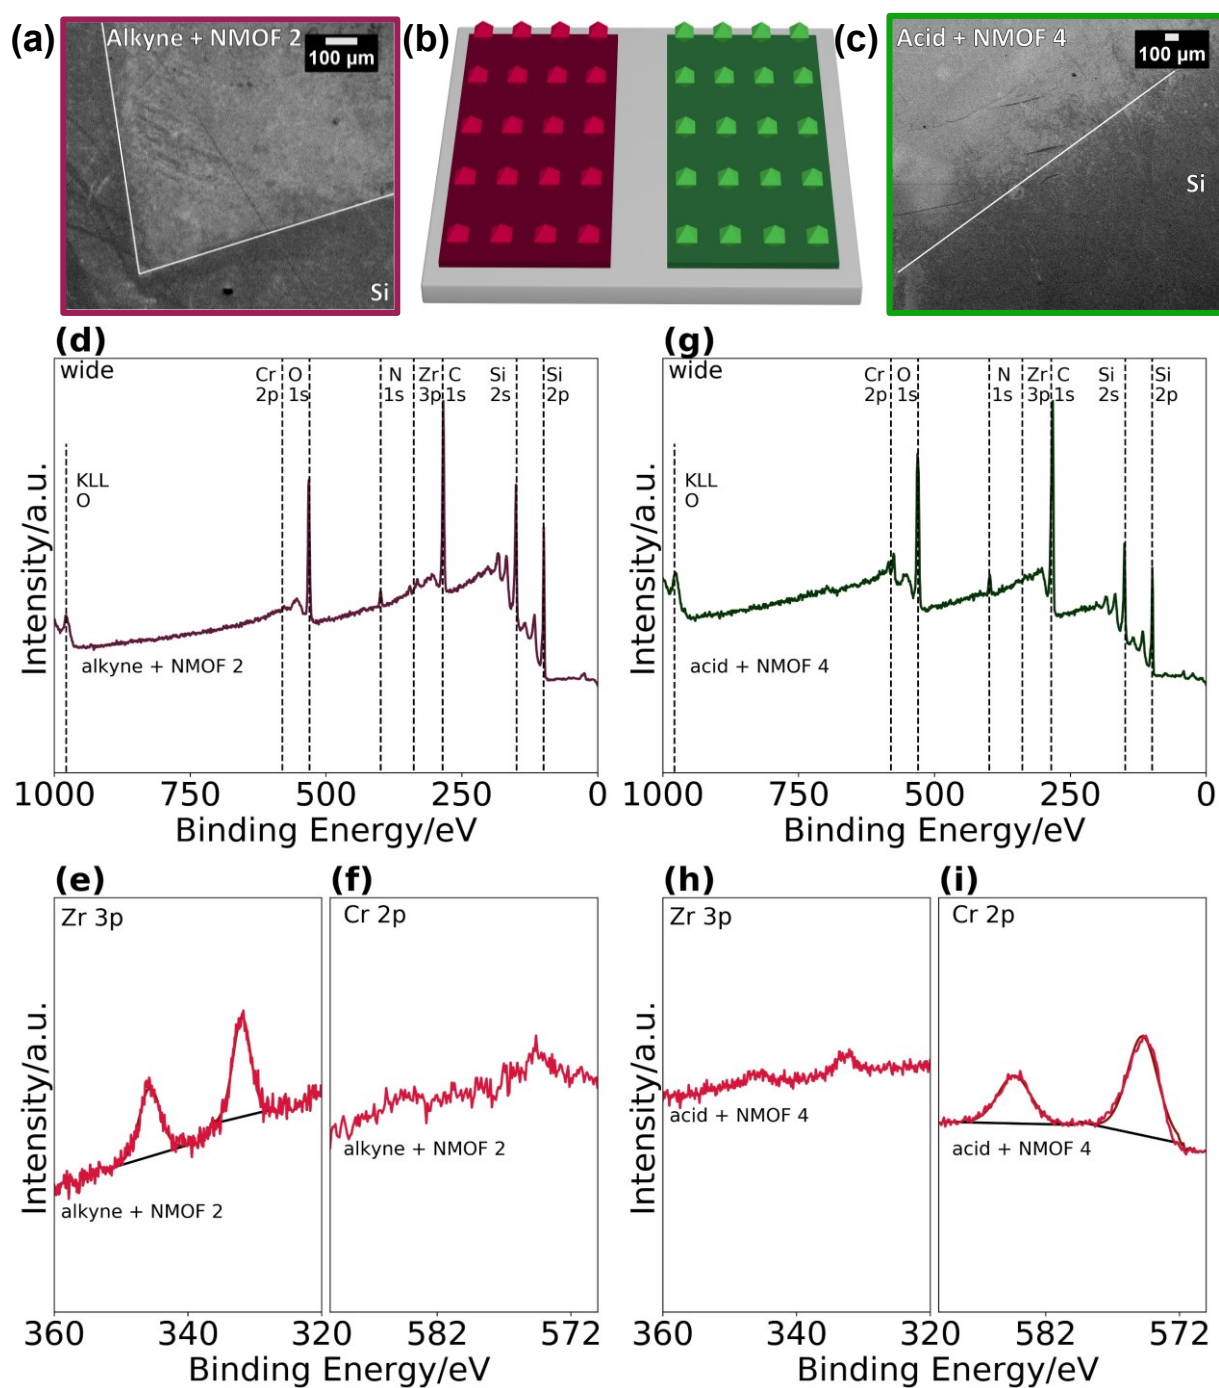 (a)
Alkyne + NMOF 2
100 µm
Si
(b)
(c)
Acid + NMOF 4
100 µm
Si
(d)
wide
Cr O N Zr C Si Si
2p 1s 1s 3p 1s 2s 2p
KLL
O
alkyne + NMOF 2
Intensity/a.u.
1000 750 500 250 0
Binding Energy/eV
(g)
wide
Cr O N Zr C Si Si
2p 1s 1s 3p 1s 2s 2p
KLL
O
acid + NMOF 4
Intensity/a.u.
1000 750 500 250 0
Binding Energy/eV
(e)
Zr 3p
alkyne + NMOF 2
Intensity/a.u.
360 340 320
(f)
Cr 2p
alkyne + NMOF 2
582 572
Binding Energy/eV
(h)
Zr 3p
acid + NMOF 4
Intensity/a.u.
360 340 320
(i)
Cr 2p
acid + NMOF 4
582 572
Binding Energy/eV